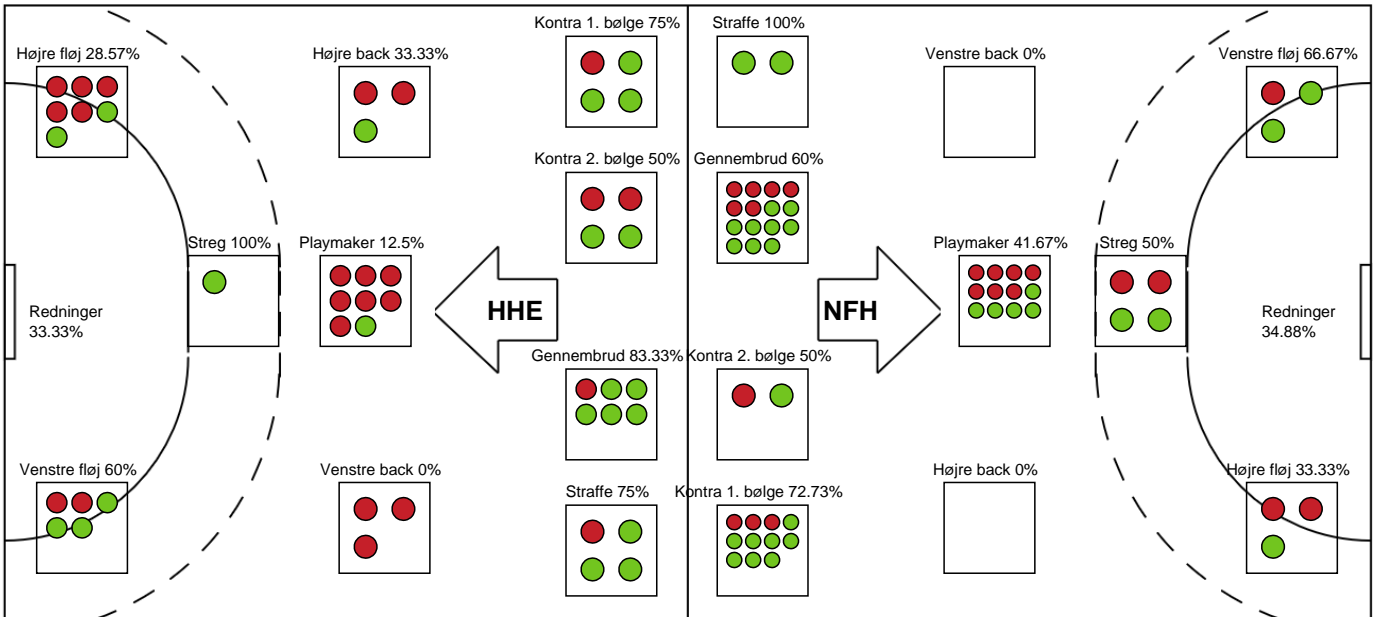 Kontra 1. bølge 75%
Straffe 100%
Højre fløj 28.57%
Højre back 33.33%
Venstre back 0%
Venstre fløj 66.67%
Kontra 2. bølge 50%
Gennembrud 60%
Streg 100%
Playmaker 12.5%
Playmaker 41.67%
Streg 50%
Redninger
33.33%
HHE
NFH
Redninger
34.88%
Gennembrud 83.33%
Kontra 2. bølge 50%
Venstre fløj 60%
Venstre back 0%
Højre back 0%
Højre fløj 33.33%
Straffe 75%
Kontra 1. bølge 72.73%